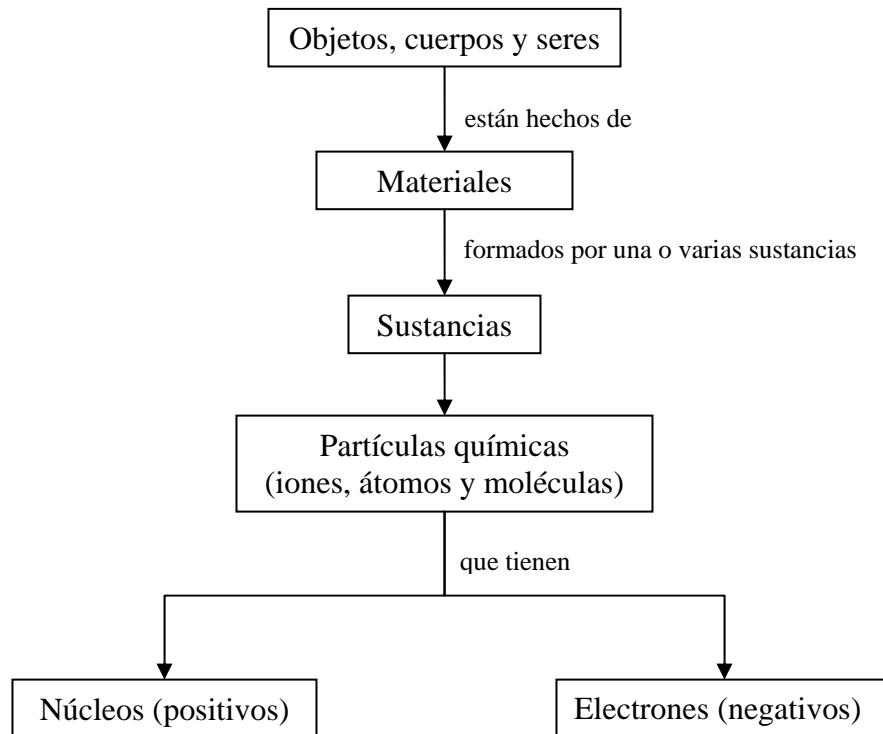 Objetos, cuerpos y seres
están hechos de
Materiales
formados por una o varias sustancias
Sustancias
Partículas químicas
(iones, átomos y moléculas)
que tienen
Núcleos (positivos)
Electrones (negativos)